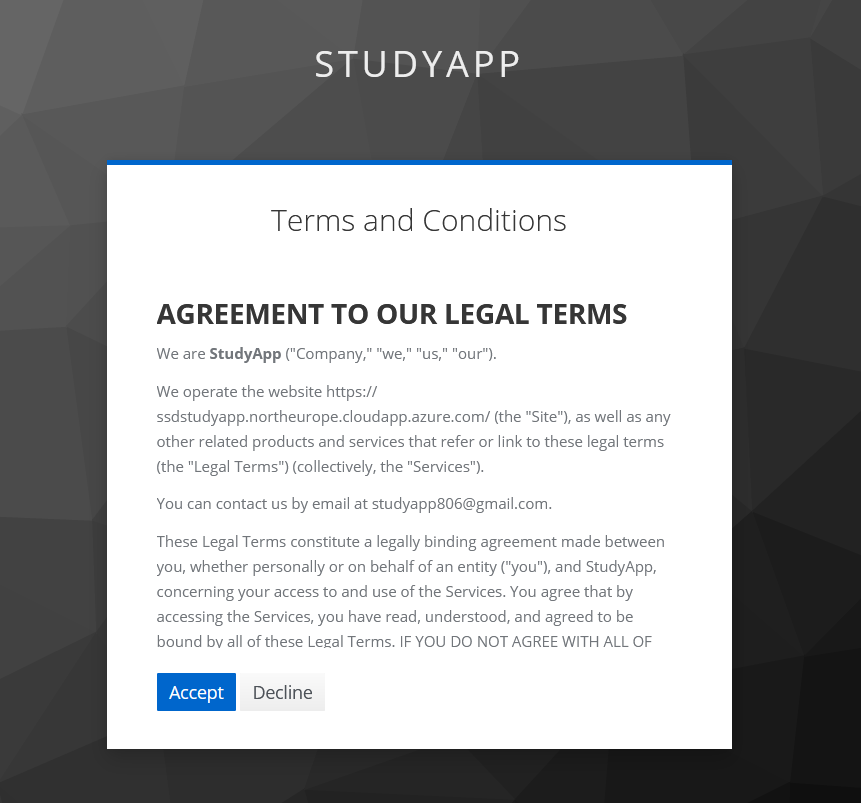 STUDYAPP
Terms and Conditions
AGREEMENT TO OUR LEGAL TERMS
We are StudyApp ("Company," "we," "us," "our").
We operate the website https://
ssdstudyapp.northeurope.cloudapp.azure.com/ (the "Site"), as well as any
other related products and services that refer or link to these legal terms
(the "Legal Terms") (collectively, the "Services").
You can contact us by email at studyapp806@gmail.com.
These Legal Terms constitute a legally binding agreement made between
you, whether personally or on behalf of an entity ("you"), and StudyApp,
concerning your access to and use of the Services. You agree that by
accessing the Services, you have read, understood, and agreed to be
bound by all of these Legal Terms. IF YOU DO NOT AGREE WITH ALL OF
Accept Decline